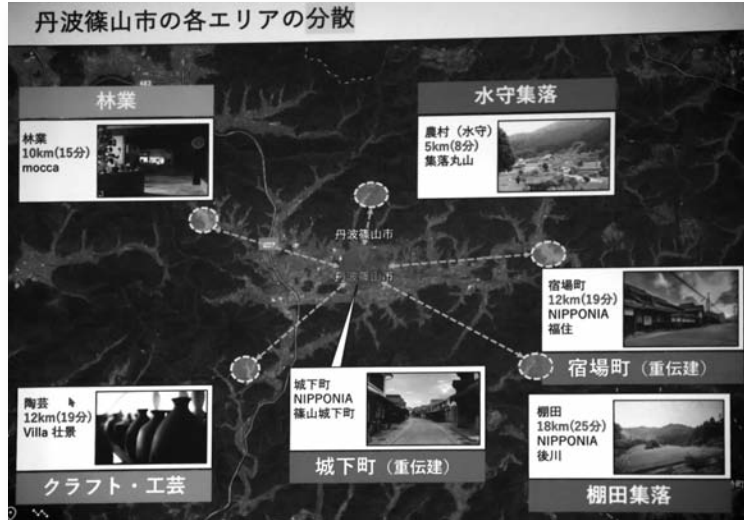 丹波篠山市の各エリアの分散
林業
林業
10km(15分)
mocca
水守集落
農村（水守）
5km(8分)
集落丸山
丹波篠山市
丹波篠山市
宿場町
12km(19分)
NIPPONIA
福住
宿場町（重伝建）
陶芸
12km(19分)
Villa 壮景
クラフト・工芸
城下町
NIPPONIA
篠山城下町
城下町（重伝建）
棚田
18km(25分)
NIPPONIA
後川
棚田集落